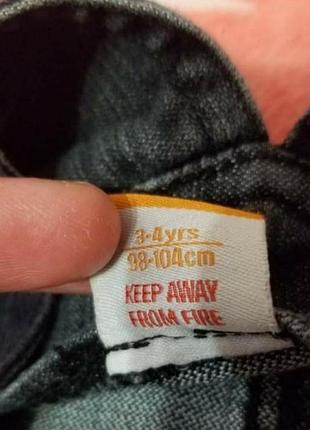 3-4yrs
98-104cm
KEEP AWAY
FROM FIRE